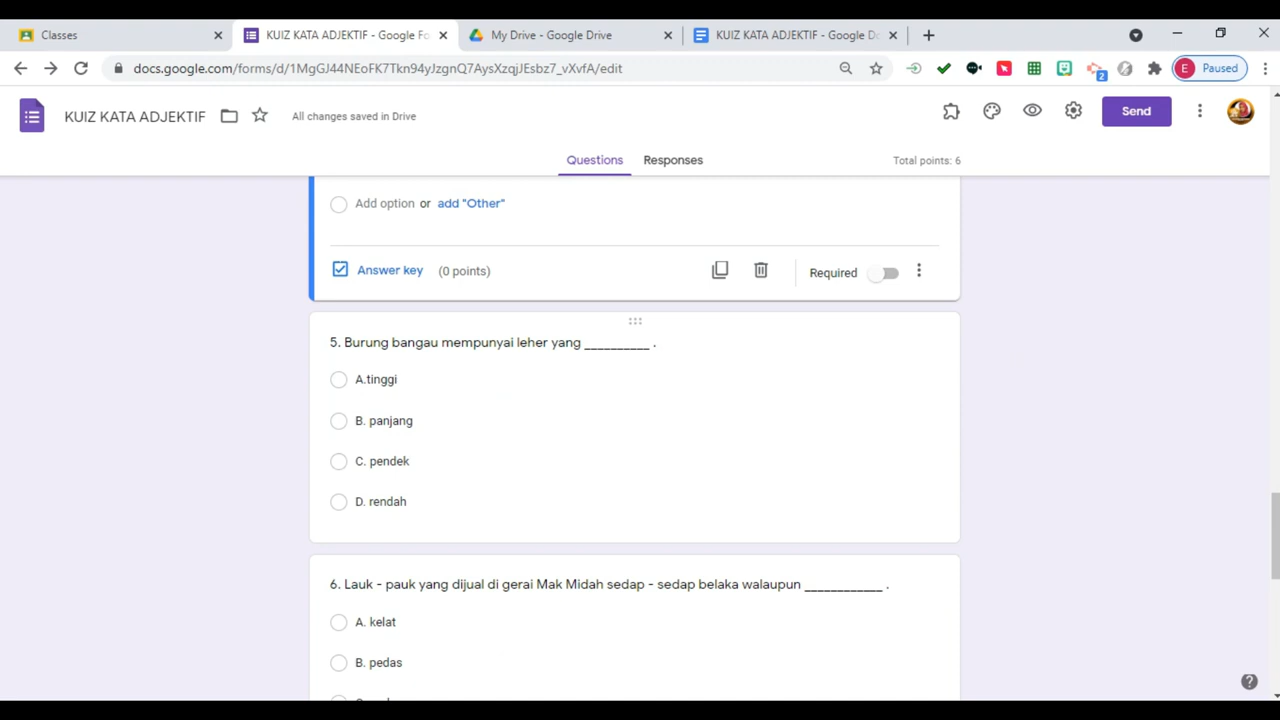 Classes
KUIZ KATA ADJEKTIF - Google Fo
My Drive - Google Drive
KUIZ KATA ADJEKTIF - Google Do
docs.google.com/forms/d/1MgGJ44NEoFK7Tkn94yJzgnQ7AysXzqjJEsbz7_vXvfA/edit
2
E Paused
KUIZ KATA ADJEKTIF
All changes saved in Drive
Send
Questions
Responses
Total points: 6
Add option or add "Other"
Answer key (0 points)
Required
5. Burung bangau mempunyai leher yang __________ .
A.tinggi
B. panjang
C. pendek
D. rendah
6. Lauk - pauk yang dijual di gerai Mak Midah sedap - sedap belaka walaupun ____________ .
A. kelat
B. pedas